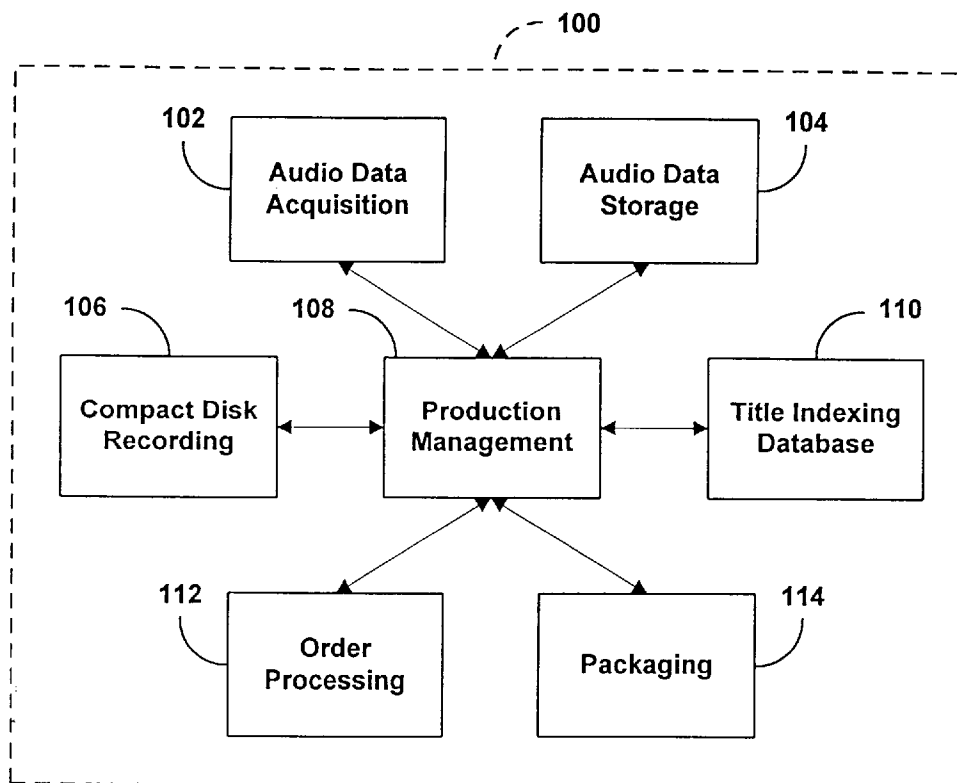 100
102
Audio Data
Acquisition
104
Audio Data
Storage
106
Compact Disk
Recording
108
Production
Management
110
Title Indexing
Database
112
Order
Processing
114
Packaging